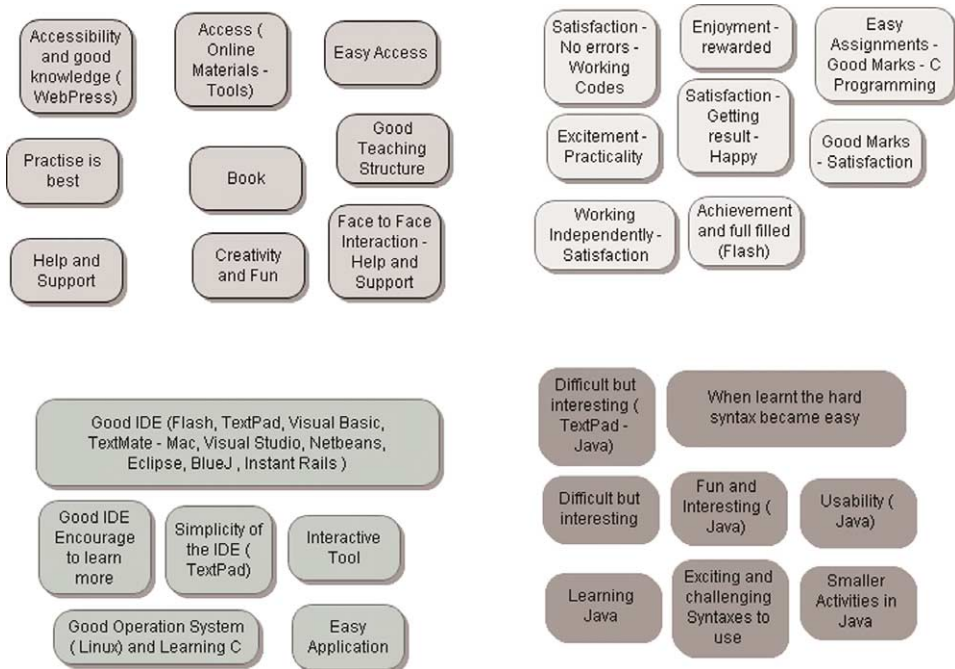 Accessibility
and good
knowledge (
WebPress)
Access (
Online
Materials -
Tools)
Easy Access
Practise is
best
Book
Good
Teaching
Structure
Help and
Support
Creativity
and Fun
Face to Face
Interaction -
Help and
Support
Satisfaction -
No errors -
Working
Codes
Enjoyment -
rewarded
Easy
Assignments -
Good Marks - C
Programming
Excitement -
Practicality
Satisfaction -
Getting
result -
Happy
Good Marks
- Satisfaction
Working
Independently -
Satisfaction
Achievement
and full filled
(Flash)
Good IDE (Flash, TextPad, Visual Basic,
TextMate - Mac, Visual Studio, Netbeans,
Eclipse, BlueJ , Instant Rails )
Good IDE
Encourage
to learn
more
Simplicity of
the IDE (
TextPad)
Interactive
Tool
Good Operation System
( Linux) and Learning C
Easy
Application
Difficult but
interesting (
TextPad -
Java)
When learnt the hard
syntax became easy
Difficult but
interesting
Fun and
Interesting (
Java)
Usability (
Java)
Learning
Java
Exciting and
challenging
Syntaxes to
use
Smaller
Activities in
Java